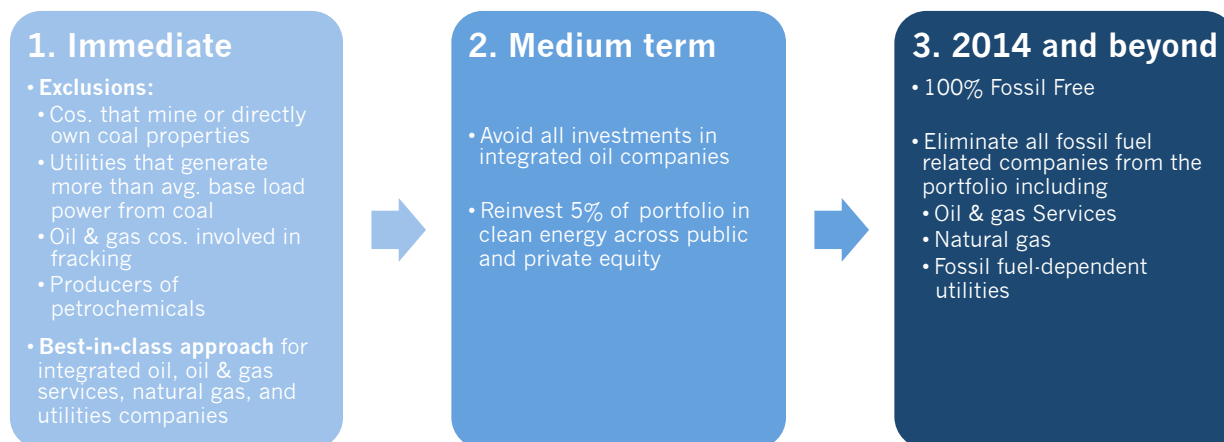 1. Immediate
• Exclusions:
• Cos. that mine or directly
own coal properties
• Utilities that generate
more than avg. base load
power from coal
• Oil & gas cos. involved in
fracking
• Producers of
petrochemicals
• Best-in-class approach for
integrated oil, oil & gas
services, natural gas, and
utilities companies
2. Medium term
• Avoid all investments in
integrated oil companies
• Reinvest 5% of portfolio in
clean energy across public
and private equity
3. 2014 and beyond
• 100% Fossil Free
• Eliminate all fossil fuel
related companies from the
portfolio including
• Oil & gas Services
• Natural gas
• Fossil fuel-dependent
utilities